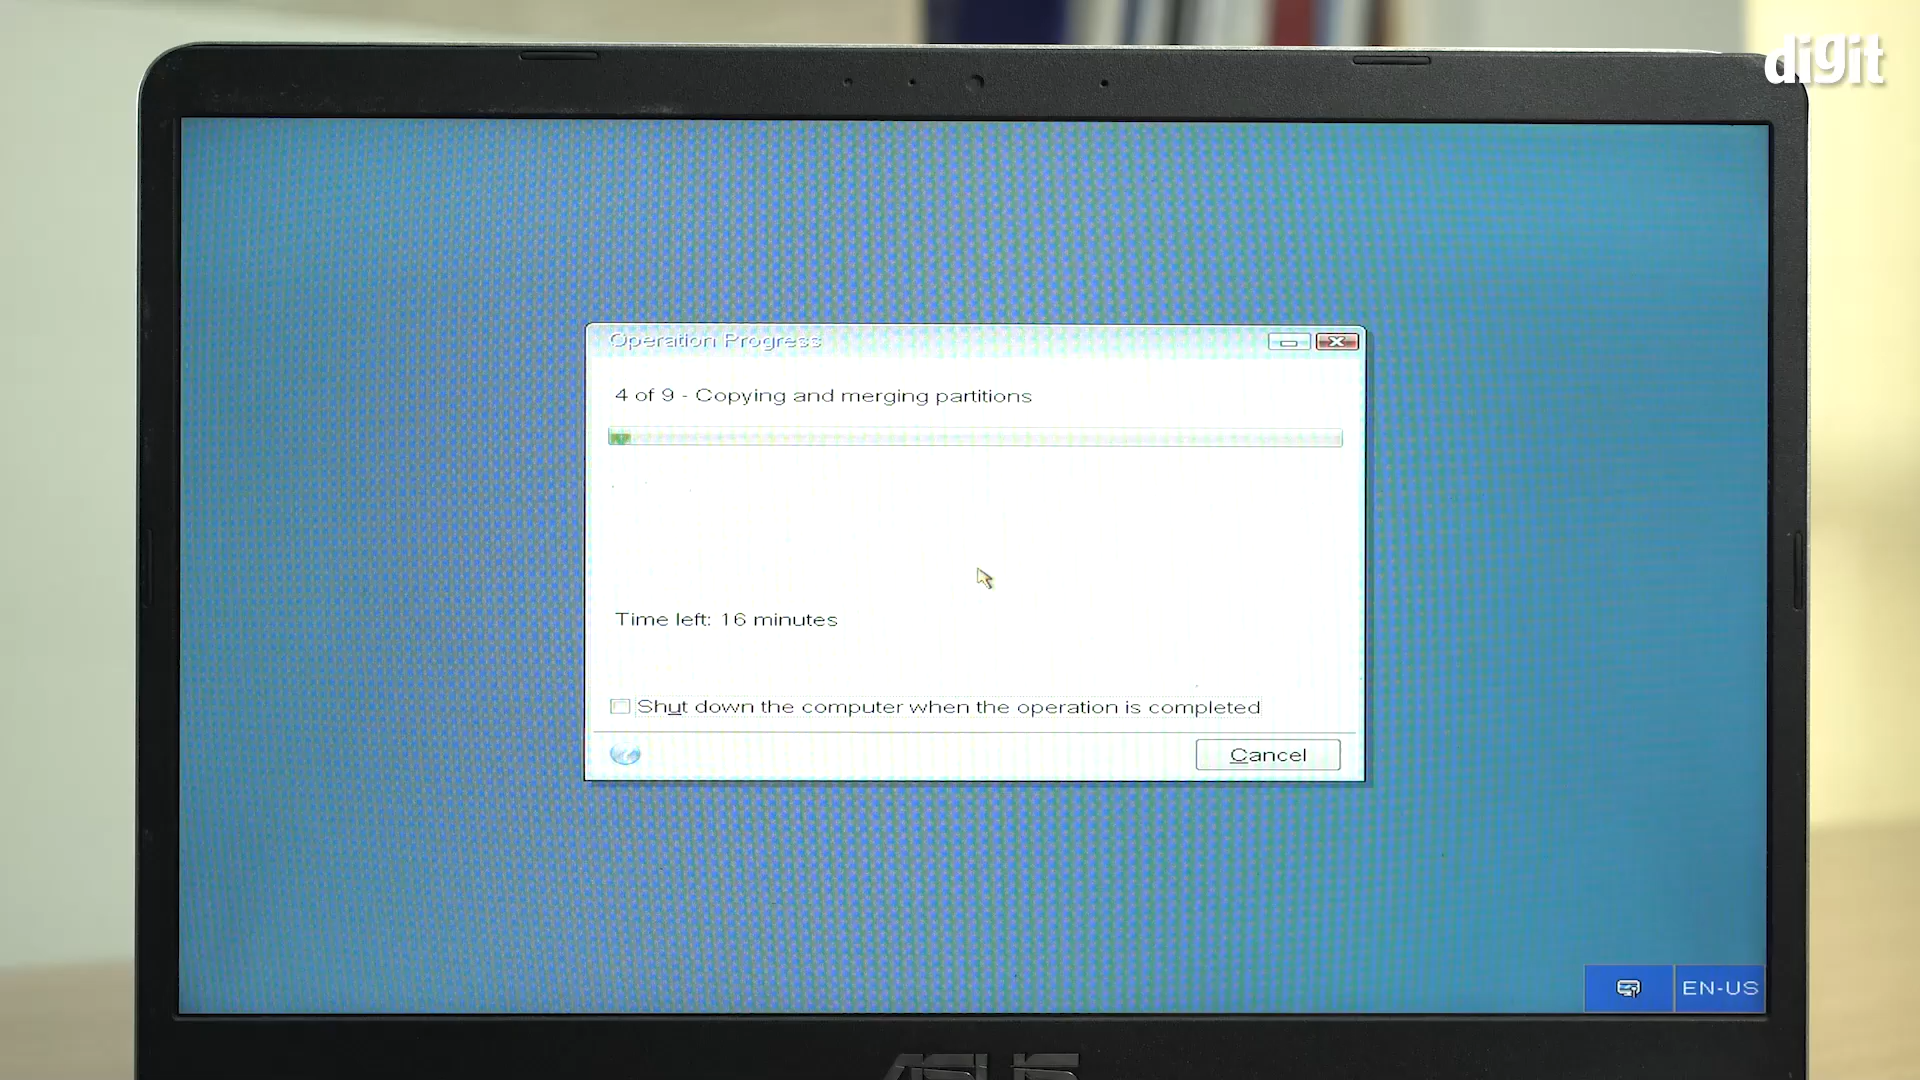 digit
Operation Progress
4 of 9 - Copying and merging partitions
Time left: 16 minutes
Shut down the computer when the operation is completed
Cancel
EN-US
ASUS